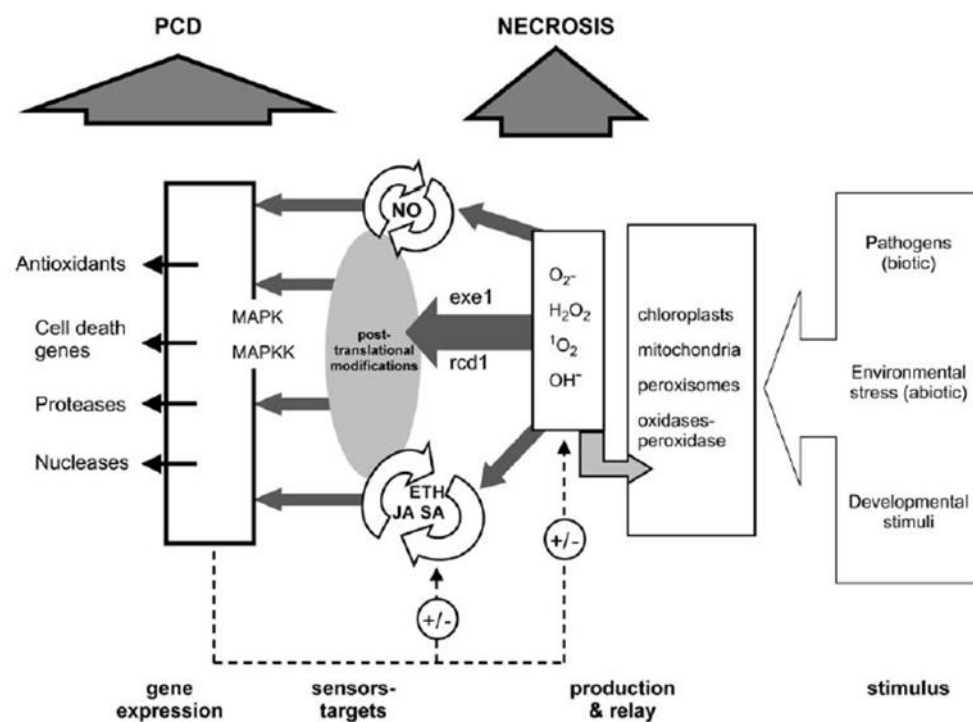 PCD
NECROSIS
NO
Antioxidants
Cell death
genes
Proteases
Nucleases
MAPK
MAPKK
post-
translational
modifications
exe1
rcd1
ETH
JA SA
O₂-
H₂O₂
¹O₂
OH⁻
chloroplasts
mitochondria
peroxisomes
oxidases-
peroxidase
Pathogens
(biotic)
Environmental
stress (abiotic)
Developmental
stimuli
+/-
+/-
gene
expression
sensors-
targets
production
& relay
stimulus